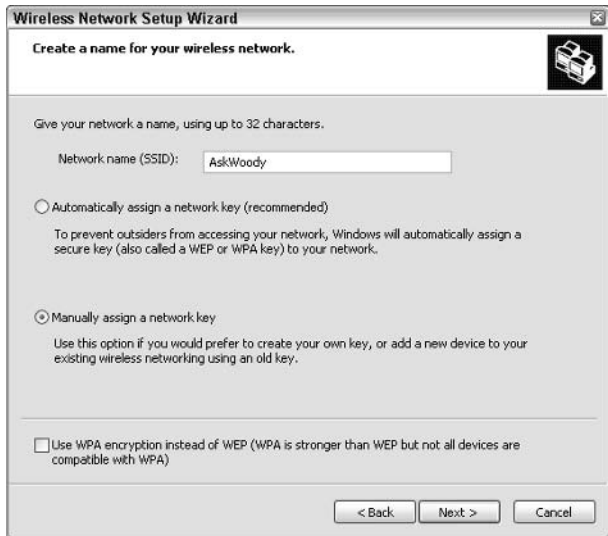 Wireless Network Setup Wizard
Create a name for your wireless network.
Give your network a name, using up to 32 characters.
Network name (SSID): AskWoody
Automatically assign a network key (recommended)
To prevent outsiders from accessing your network, Windows will automatically assign a
secure key (also called a WEP or WPA key) to your network.
Manually assign a network key
Use this option if you would prefer to create your own key, or add a new device to your
existing wireless networking using an old key.
Use WPA encryption instead of WEP (WPA is stronger than WEP but not all devices are
compatible with WPA)
< Back Next > Cancel